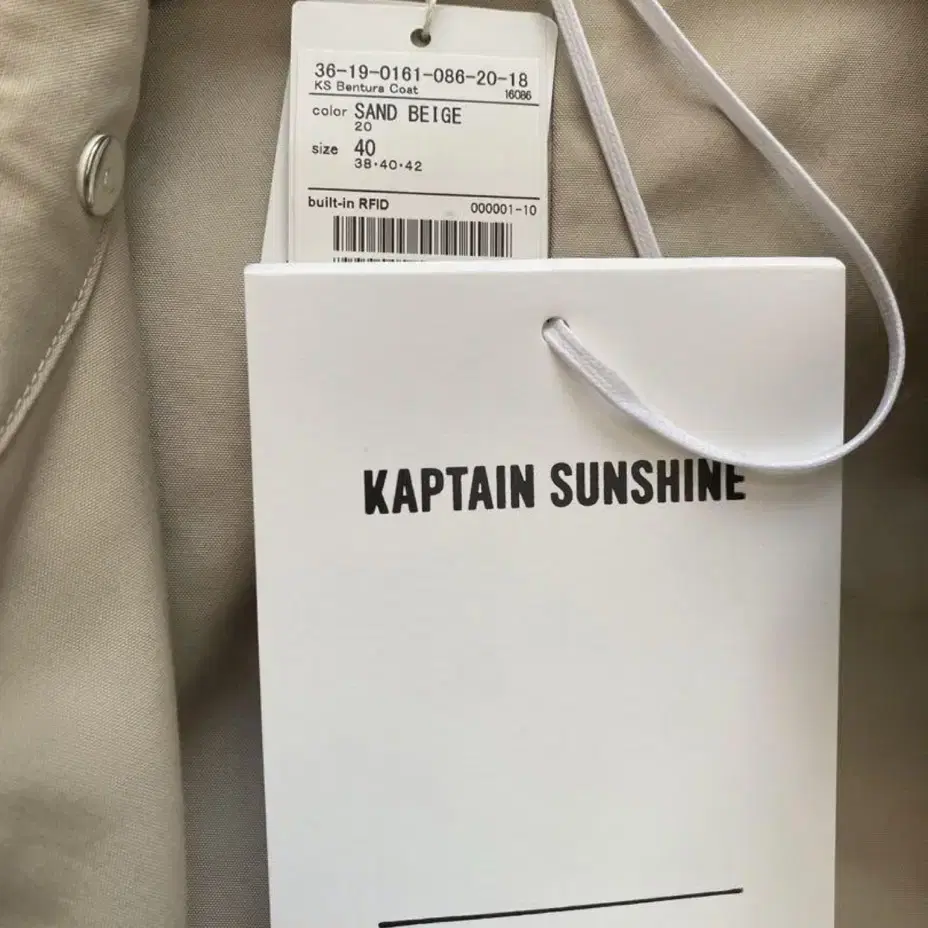 36-19-0161-086-20-18
KS Bentura Coat
16086
color SAND BEIGE
20
size 40
38・40・42
built-in RFID 000001-10
KAPTAIN SUNSHINE